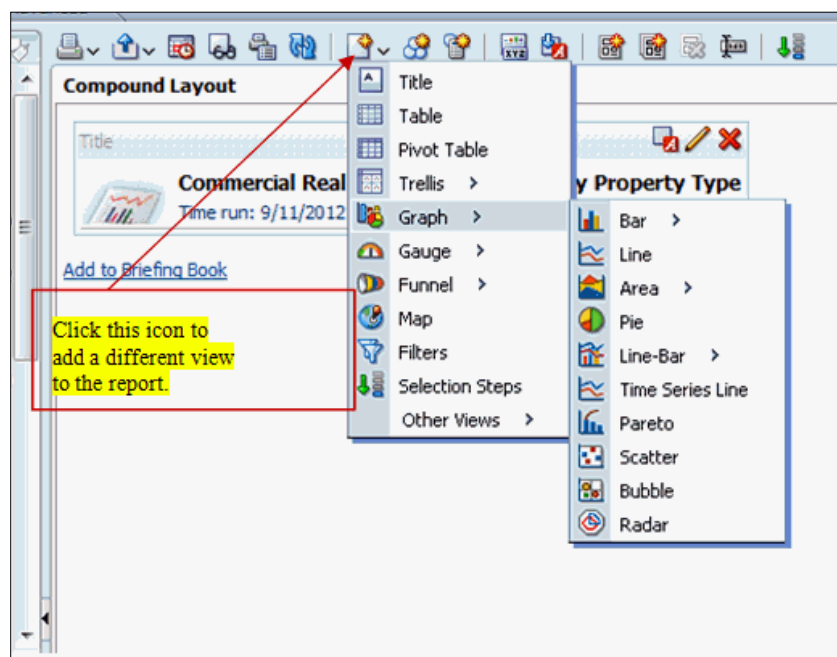 Compound Layout
Title
Commercial Real
y Property Type
Time run: 9/11/2012
Add to Briefing Book
Click this icon to
add a different view
to the report.
Title
Table
Pivot Table
Trellis >
Graph >
Gauge >
Funnel >
Map
Filters
Selection Steps
Other Views >
Bar >
Line
Area >
Pie
Line-Bar >
Time Series Line
Pareto
Scatter
Bubble
Radar